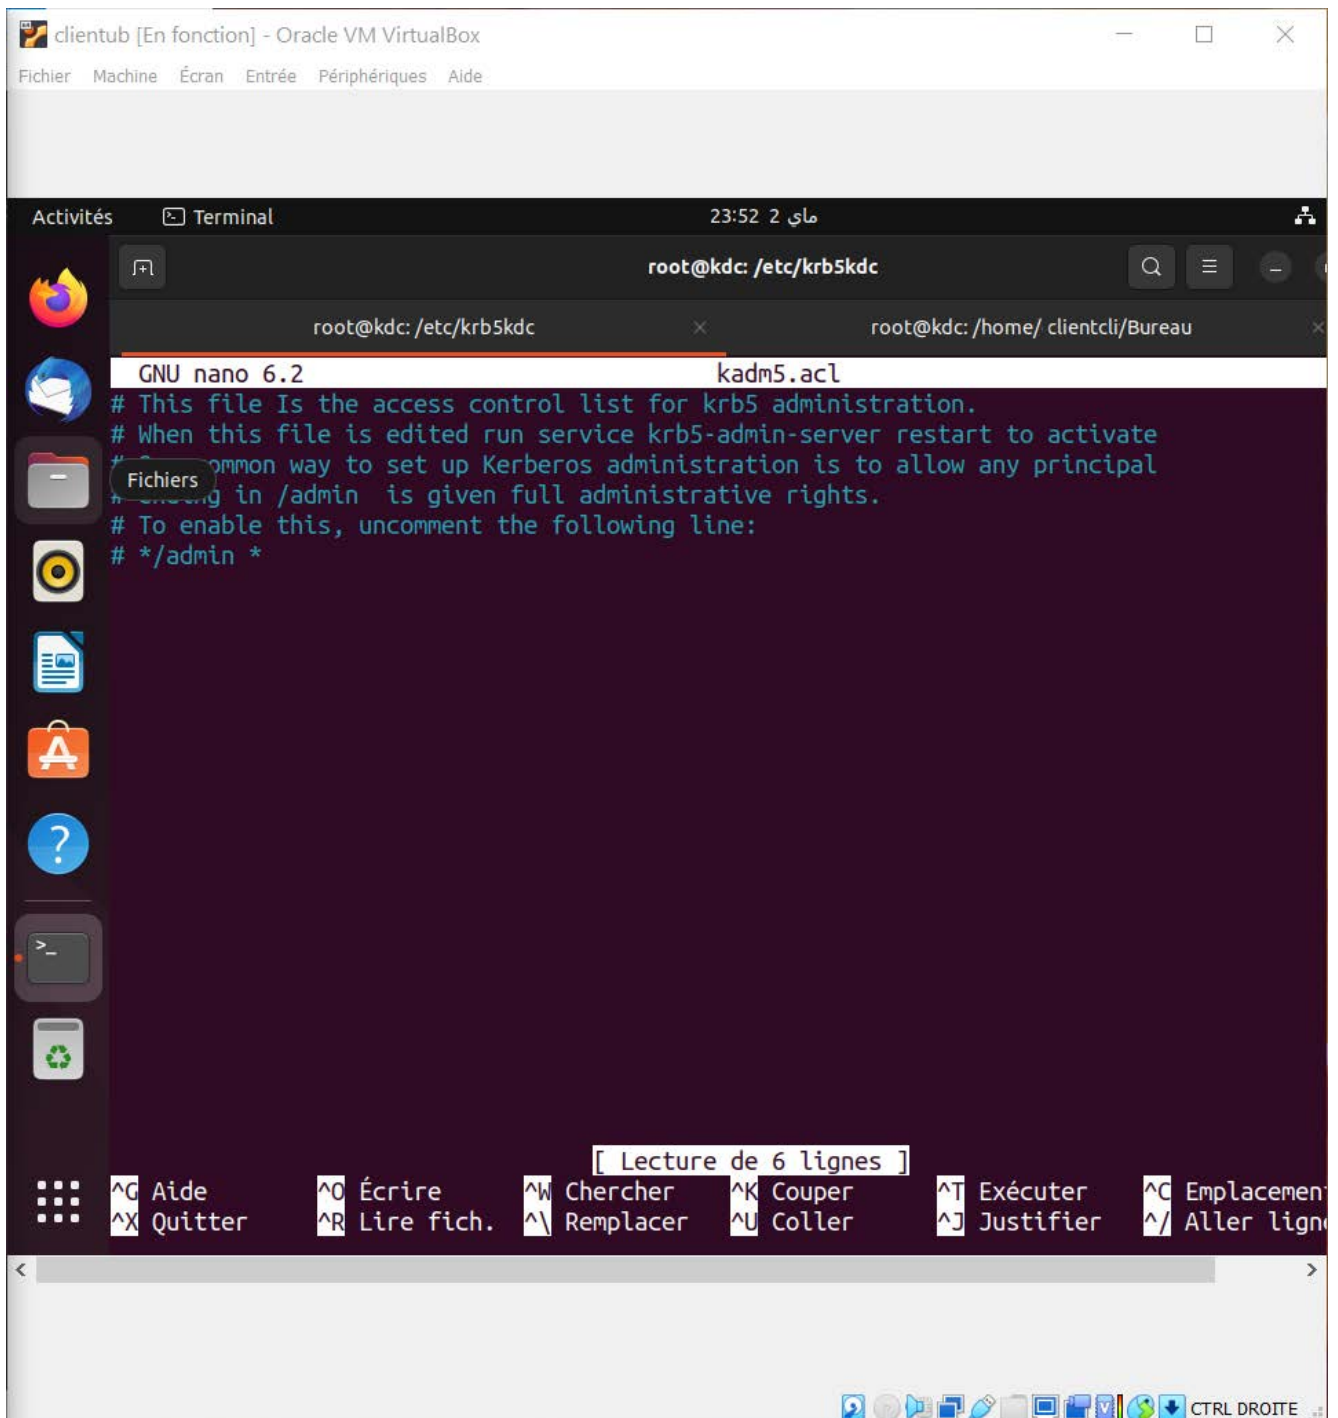 clientub [En fonction] - Oracle VM VirtualBox
Fichier Machine Écran Entrée Périphériques Aide
Activités Terminal 23:52 2 ماي
root@kdc: /etc/krb5kdc
root@kdc: /etc/krb5kdc × root@kdc: /home/ clientcli/Bureau ×
GNU nano 6.2 kadm5.acl
# This file Is the access control list for krb5 administration.
# When this file is edited run service krb5-admin-server restart to activate
ommon way to set up Kerberos administration is to allow any principal
Fichiers
g in /admin is given full administrative rights.
# To enable this, uncomment the following line:
# */admin *
[ Lecture de 6 lignes ]
^G Aide ^O Écrire ^W Chercher ^K Couper ^T Exécuter ^C Emplacemen
^X Quitter ^R Lire fich. ^\ Remplacer ^U Coller ^J Justifier ^/ Aller lign
CTRL DROITE